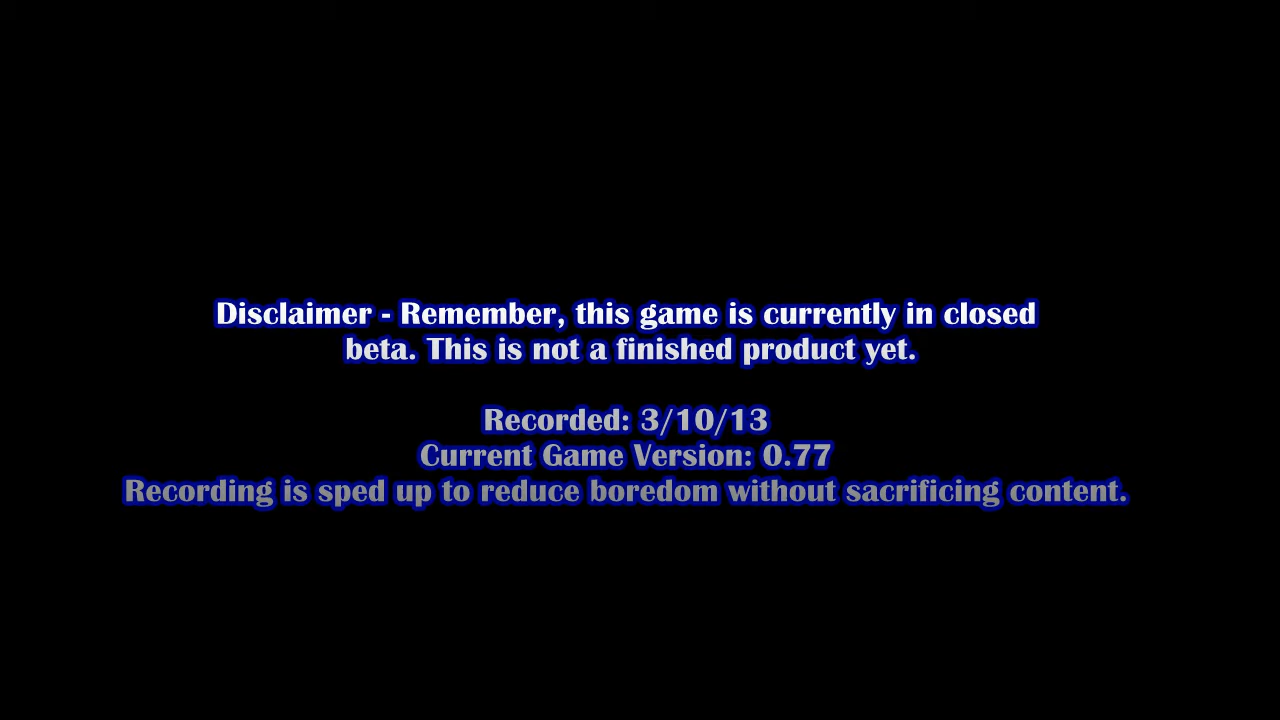 Disclaimer - Remember, this game is currently in closed
beta. This is not a finished product yet.
Recorded: 3/10/13
Current Game Version: 0.77
Recording is sped up to reduce boredom without sacrificing content.